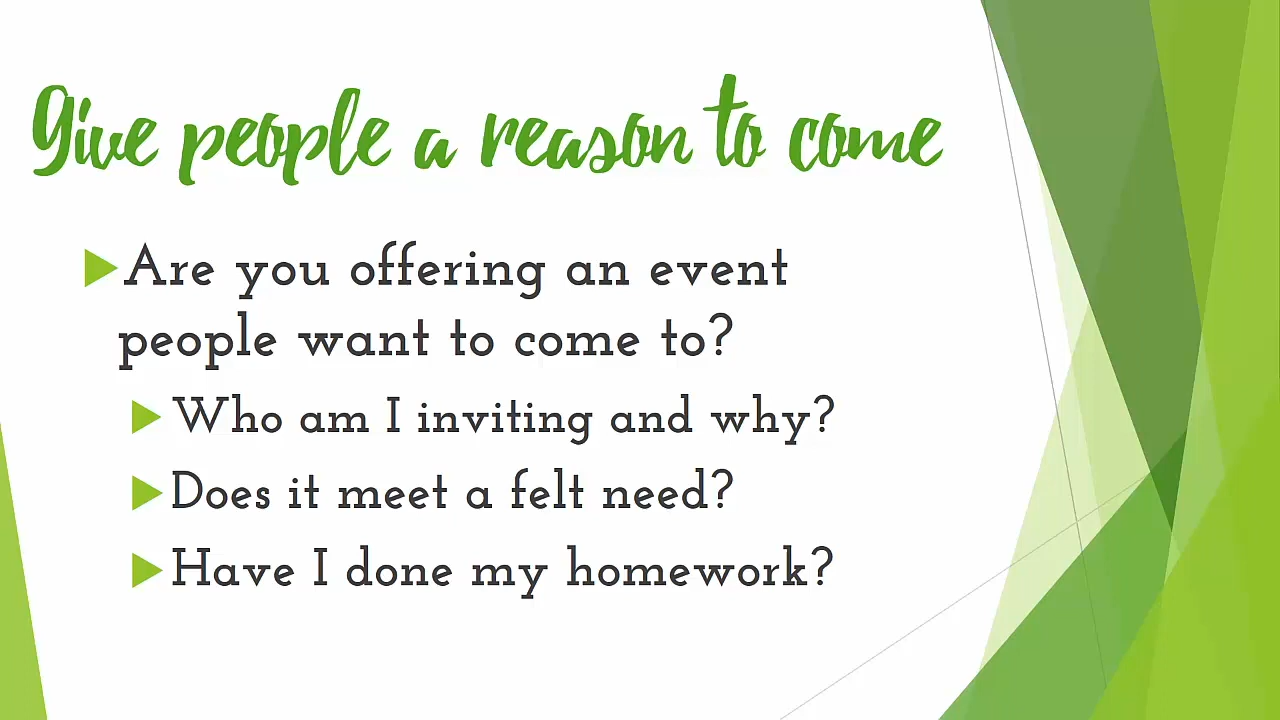 Give people a reason to come
Are you offering an event
people want to come to?
Who am I inviting and why?
Does it meet a felt need?
Have I done my homework?